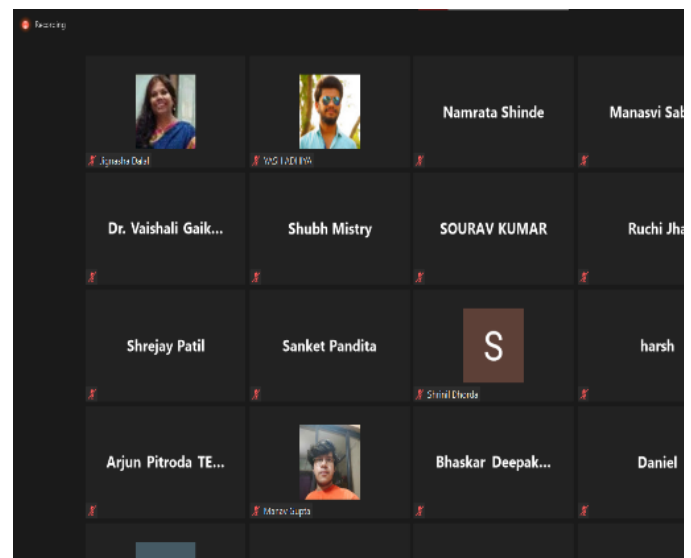 Recording
Jignasha Dalal
YASH ADHIYA
Namrata Shinde
Manasvi Sab
Dr. Vaishali Gaik...
Shubh Mistry
SOURAV KUMAR
Ruchi Jha
Shrejay Patil
Sanket Pandita
S
Shrinil Dhorda
harsh
Arjun Pitroda TE...
Manav Gupta
Bhaskar Deepak...
Daniel